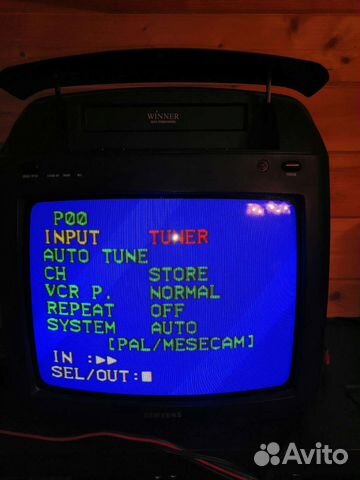 WINNER
P00
INPUT TUNER
AUTO TUNE
CH STORE
VCR P. NORMAL
REPEAT OFF
SYSTEM AUTO
[PAL/MESECAM]
IN :▶▶
SEL/OUT:■
SAMSUNG
Avito